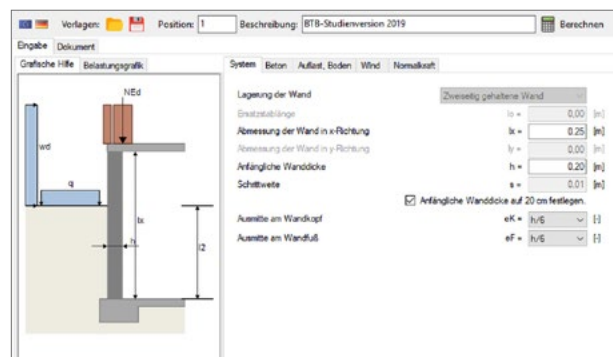 Vorlagen: Position: 1 Beschreibung: BTB-Studienversion 2019 Berechnen
Eingabe Dokument
Grafische Hilfe Belastungsgrafik
System Beton Auflast, Boden Wind Normalkraft
NEd
wd
q
lx
h
l2
Lagerung der Wand Zweiseitig gehaltene Wand
Ersatzstablänge lo = 0,00 [m]
Abmessung der Wand in x-Richtung lx = 0.25 [m]
Abmessung der Wand in y-Richtung ly = 0,00 [m]
Anfängliche Wanddicke h = 0,20 [m]
Schrittweite s = 0.01 [m]
Anfängliche Wanddicke auf 20 cm festlegen.
Ausmitte am Wandkopf eK = h/6 [-]
Ausmitte am Wandfuß eF = h/6 [-]